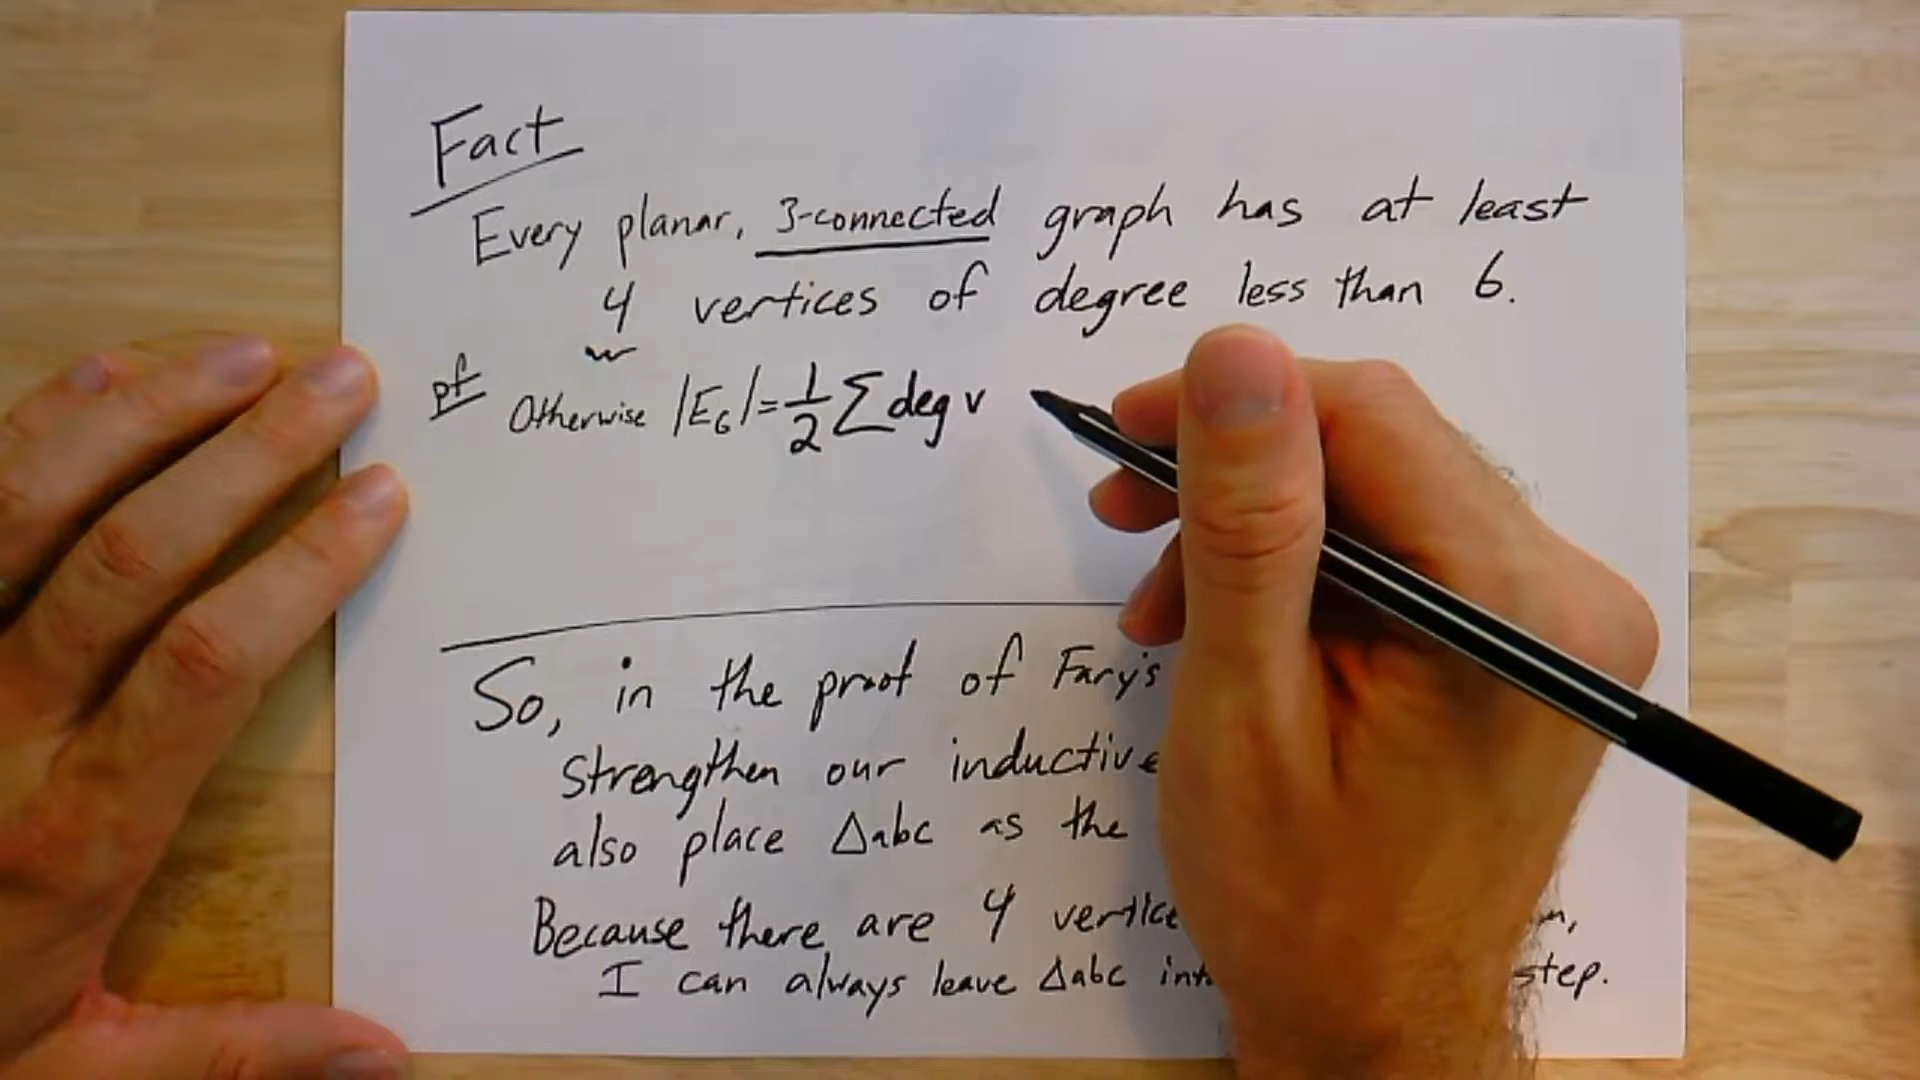 Fact
Every planar, 3-connected graph has at least
4 vertices of degree less than 6.
pf Otherwise |E_G| = 1/2 Σ deg v
So, in the proof of Fary's
strengthen our inductive
also place Δabc as the
Because there are 4
I can always leave Δabc step.